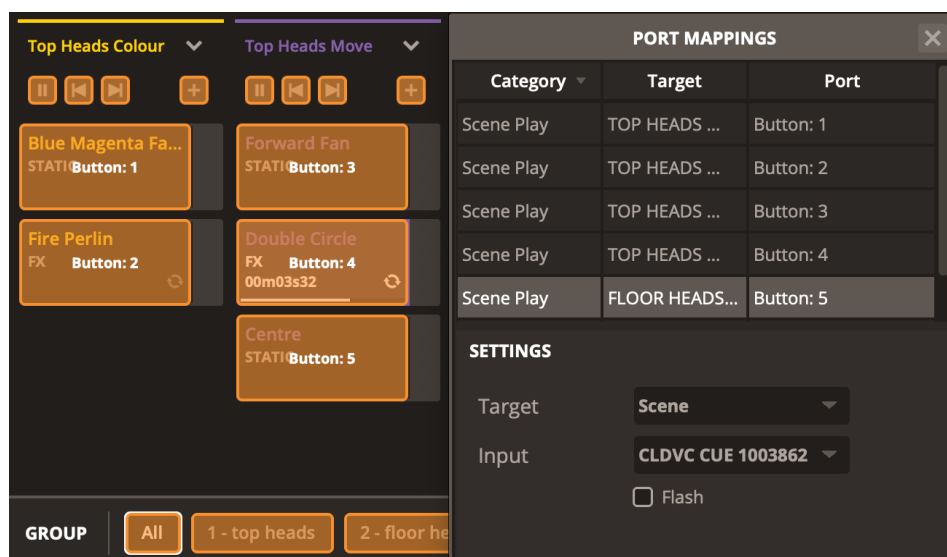 Top Heads Colour
Top Heads Move
Blue Magenta Fa...
STATIC
Button: 1
Fire Perlin
FX
Button: 2
Forward Fan
STATIC
Button: 3
Double Circle
FX
Button: 4
00m03s32
Centre
STATIC
Button: 5
GROUP
All
1 - top heads
2 - floor he
PORT MAPPINGS
Category Target Port
Scene Play TOP HEADS ... Button: 1
Scene Play TOP HEADS ... Button: 2
Scene Play TOP HEADS ... Button: 3
Scene Play TOP HEADS ... Button: 4
Scene Play FLOOR HEADS... Button: 5
SETTINGS
Target Scene
Input CLDVC CUE 1003862
Flash